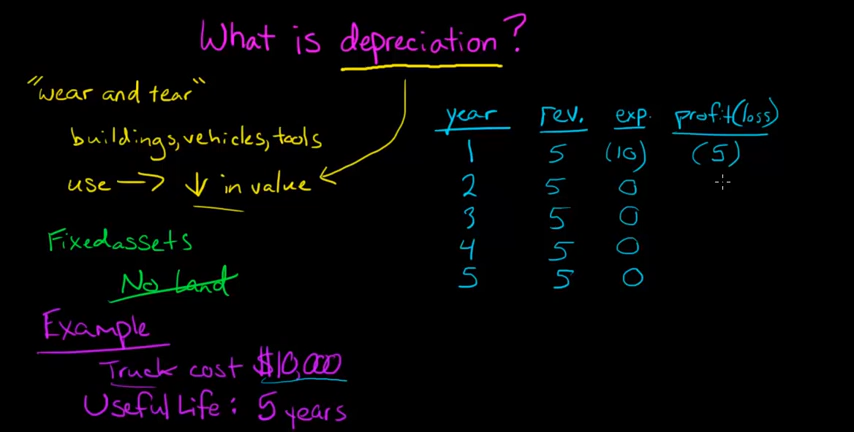 What is depreciation?
"wear and tear"
buildings, vehicles, tools
use → ↓ in value
Fixed assets
No Land
Example
Truck cost $10,000
Useful Life: 5 years
year rev. exp. profit(loss)
1 5 (10) (5)
2 5 0
3 5 0
4 5 0
5 5 0